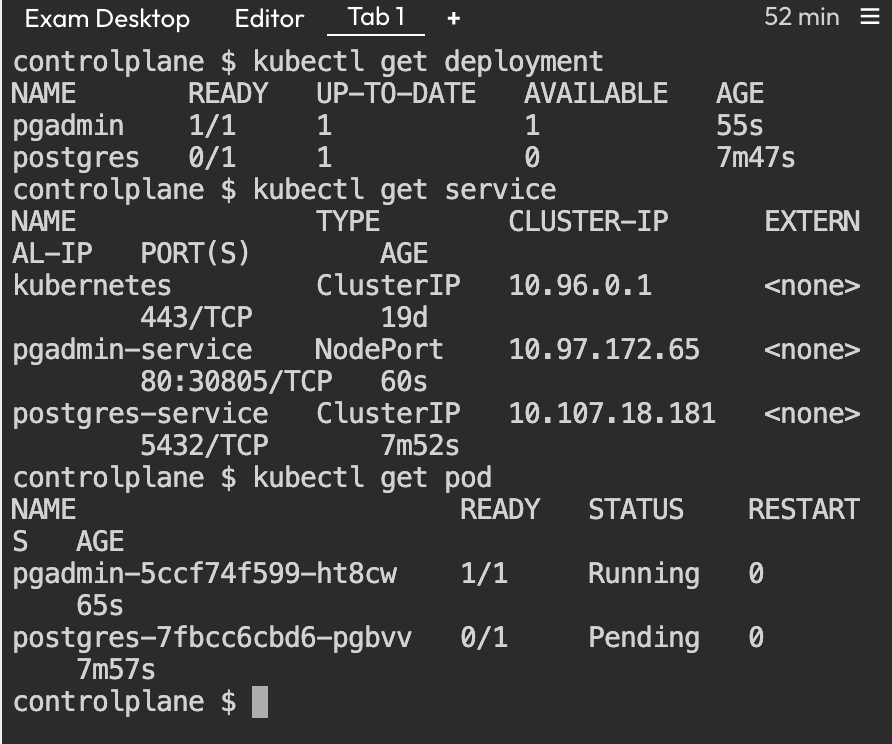 Exam Desktop Editor Tab 1 + 52 min ☰
controlplane $ kubectl get deployment
NAME       READY   UP-TO-DATE   AVAILABLE   AGE
pgadmin    1/1     1            1           55s
postgres   0/1     1            0           7m47s
controlplane $ kubectl get service
NAME               TYPE        CLUSTER-IP      EXTERN
AL-IP   PORT(S)        AGE
kubernetes         ClusterIP   10.96.0.1       <none>
        443/TCP        19d
pgadmin-service    NodePort    10.97.172.65    <none>
        80:30805/TCP   60s
postgres-service   ClusterIP   10.107.18.181   <none>
        5432/TCP       7m52s
controlplane $ kubectl get pod
NAME                        READY   STATUS    RESTART
S   AGE
pgadmin-5ccf74f599-ht8cw    1/1     Running   0
    65s
postgres-7fbcc6cbd6-pgbvv   0/1     Pending   0
    7m57s
controlplane $